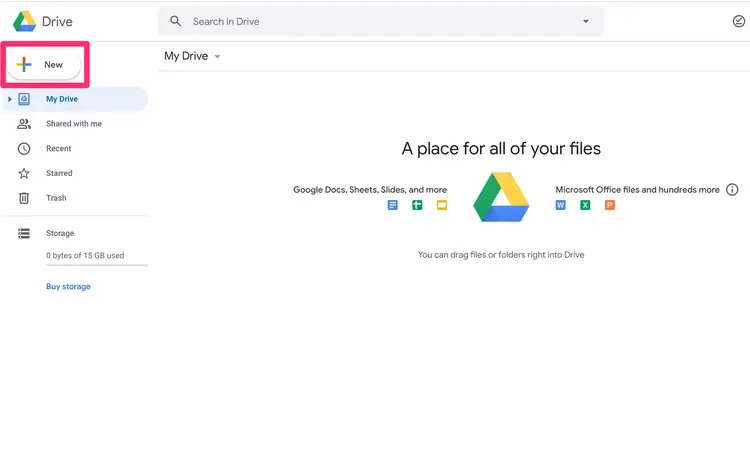 Drive
Search in Drive
New
My Drive
My Drive
Shared with me
Recent
Starred
Trash
Storage
0 bytes of 15 GB used
Buy storage
A place for all of your files
Google Docs, Sheets, Slides, and more
Microsoft Office files and hundreds more
W X P
You can drag files or folders right into Drive